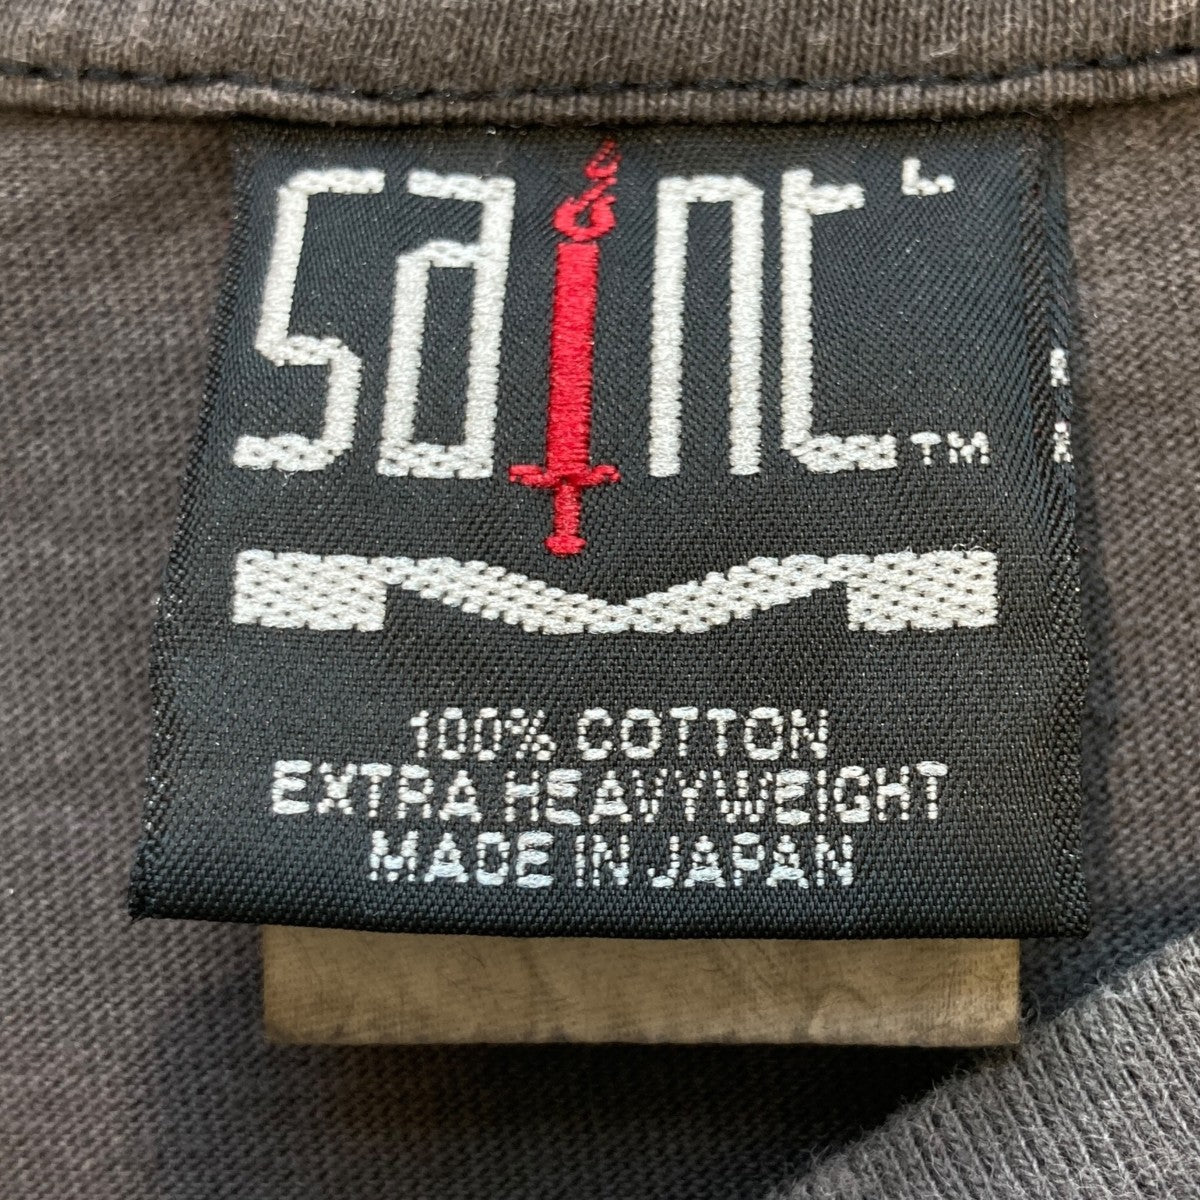 SAINT L
TM
100% COTTON
EXTRA HEAVYWEIGHT
MADE IN JAPAN